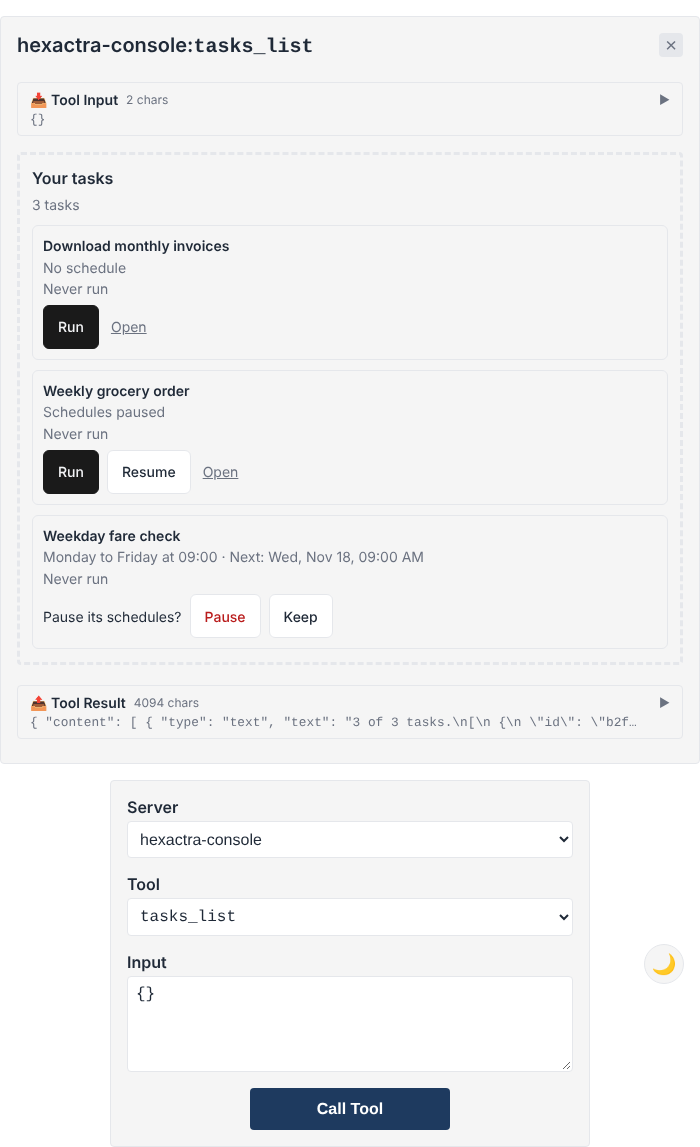 hexactra-console:tasks_list
✕
📥 Tool Input 2 chars ▶
{}
Your tasks
3 tasks
Download monthly invoices
No schedule
Never run
Run Open
Weekly grocery order
Schedules paused
Never run
Run Resume Open
Weekday fare check
Monday to Friday at 09:00 · Next: Wed, Nov 18, 09:00 AM
Never run
Pause its schedules? Pause Keep
📤 Tool Result 4094 chars ▶
{ "content": [ { "type": "text", "text": "3 of 3 tasks.\n[\n {\n \"id\": \"b2f…
Server
hexactra-console
Tool
tasks_list
Input
{}
Call Tool